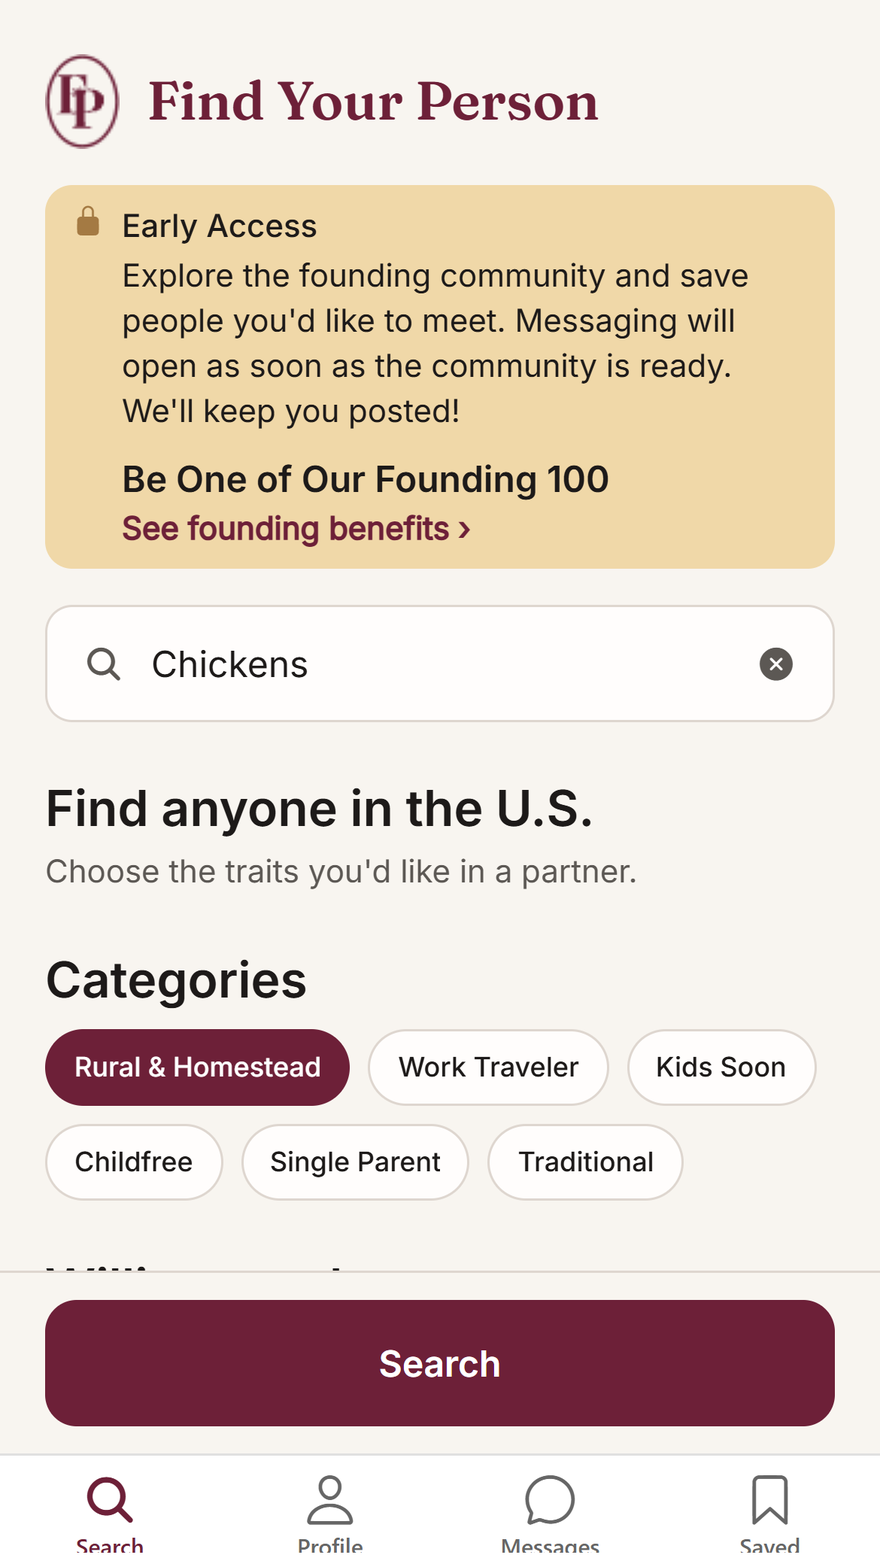 FP
Find Your Person
Early Access
Explore the founding community and save
people you'd like to meet. Messaging will
open as soon as the community is ready.
We'll keep you posted!
Be One of Our Founding 100
See founding benefits ›
Chickens
Find anyone in the U.S.
Choose the traits you'd like in a partner.
Categories
Rural & Homestead
Work Traveler
Kids Soon
Childfree
Single Parent
Traditional
Search
Search
Profile
Messages
Saved